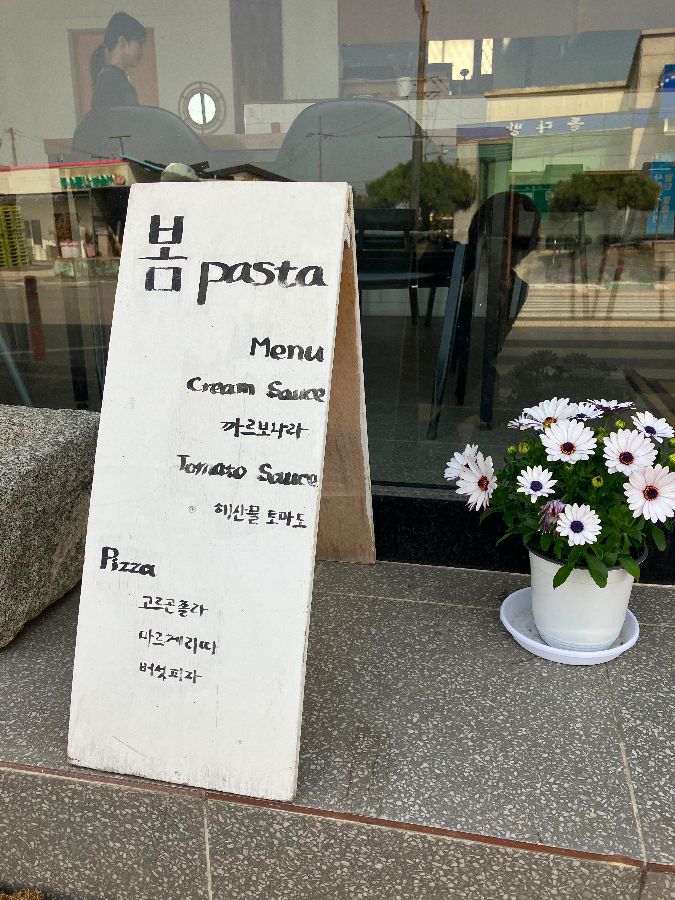 봄 pasta
Menu
Cream Sauce
까르보나라
Tomato Sauce
해산물 토마토
Pizza
고르곤졸라
마르게리따
버섯피자